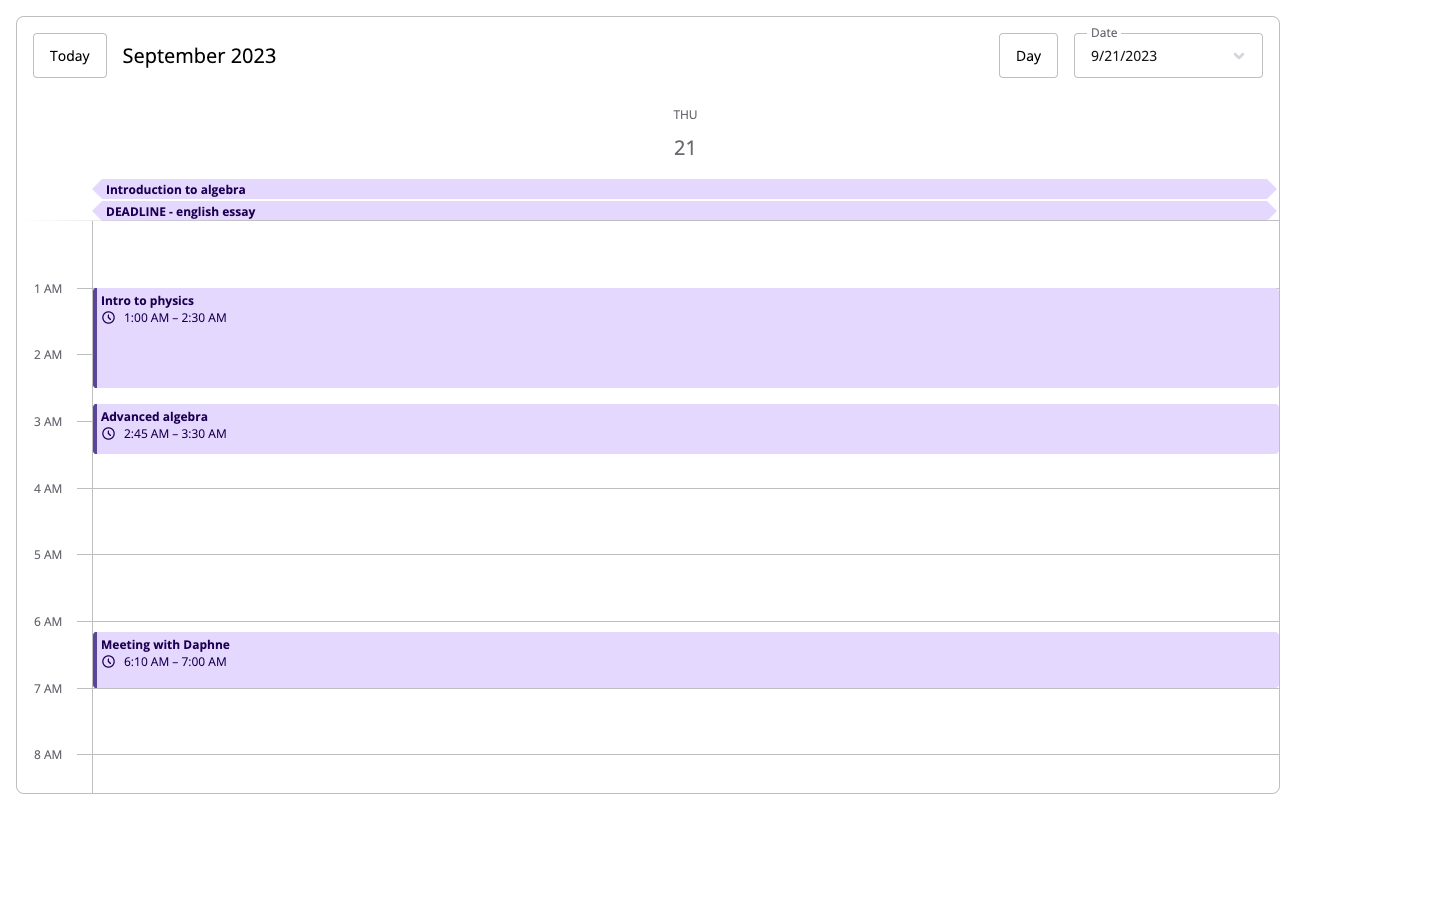 Today
September 2023
Day
Date
9/21/2023
THU
21
Introduction to algebra
DEADLINE - english essay
1 AM
Intro to physics
1:00 AM – 2:30 AM
2 AM
Advanced algebra
3 AM
2:45 AM – 3:30 AM
4 AM
5 AM
6 AM
Meeting with Daphne
6:10 AM – 7:00 AM
7 AM
8 AM